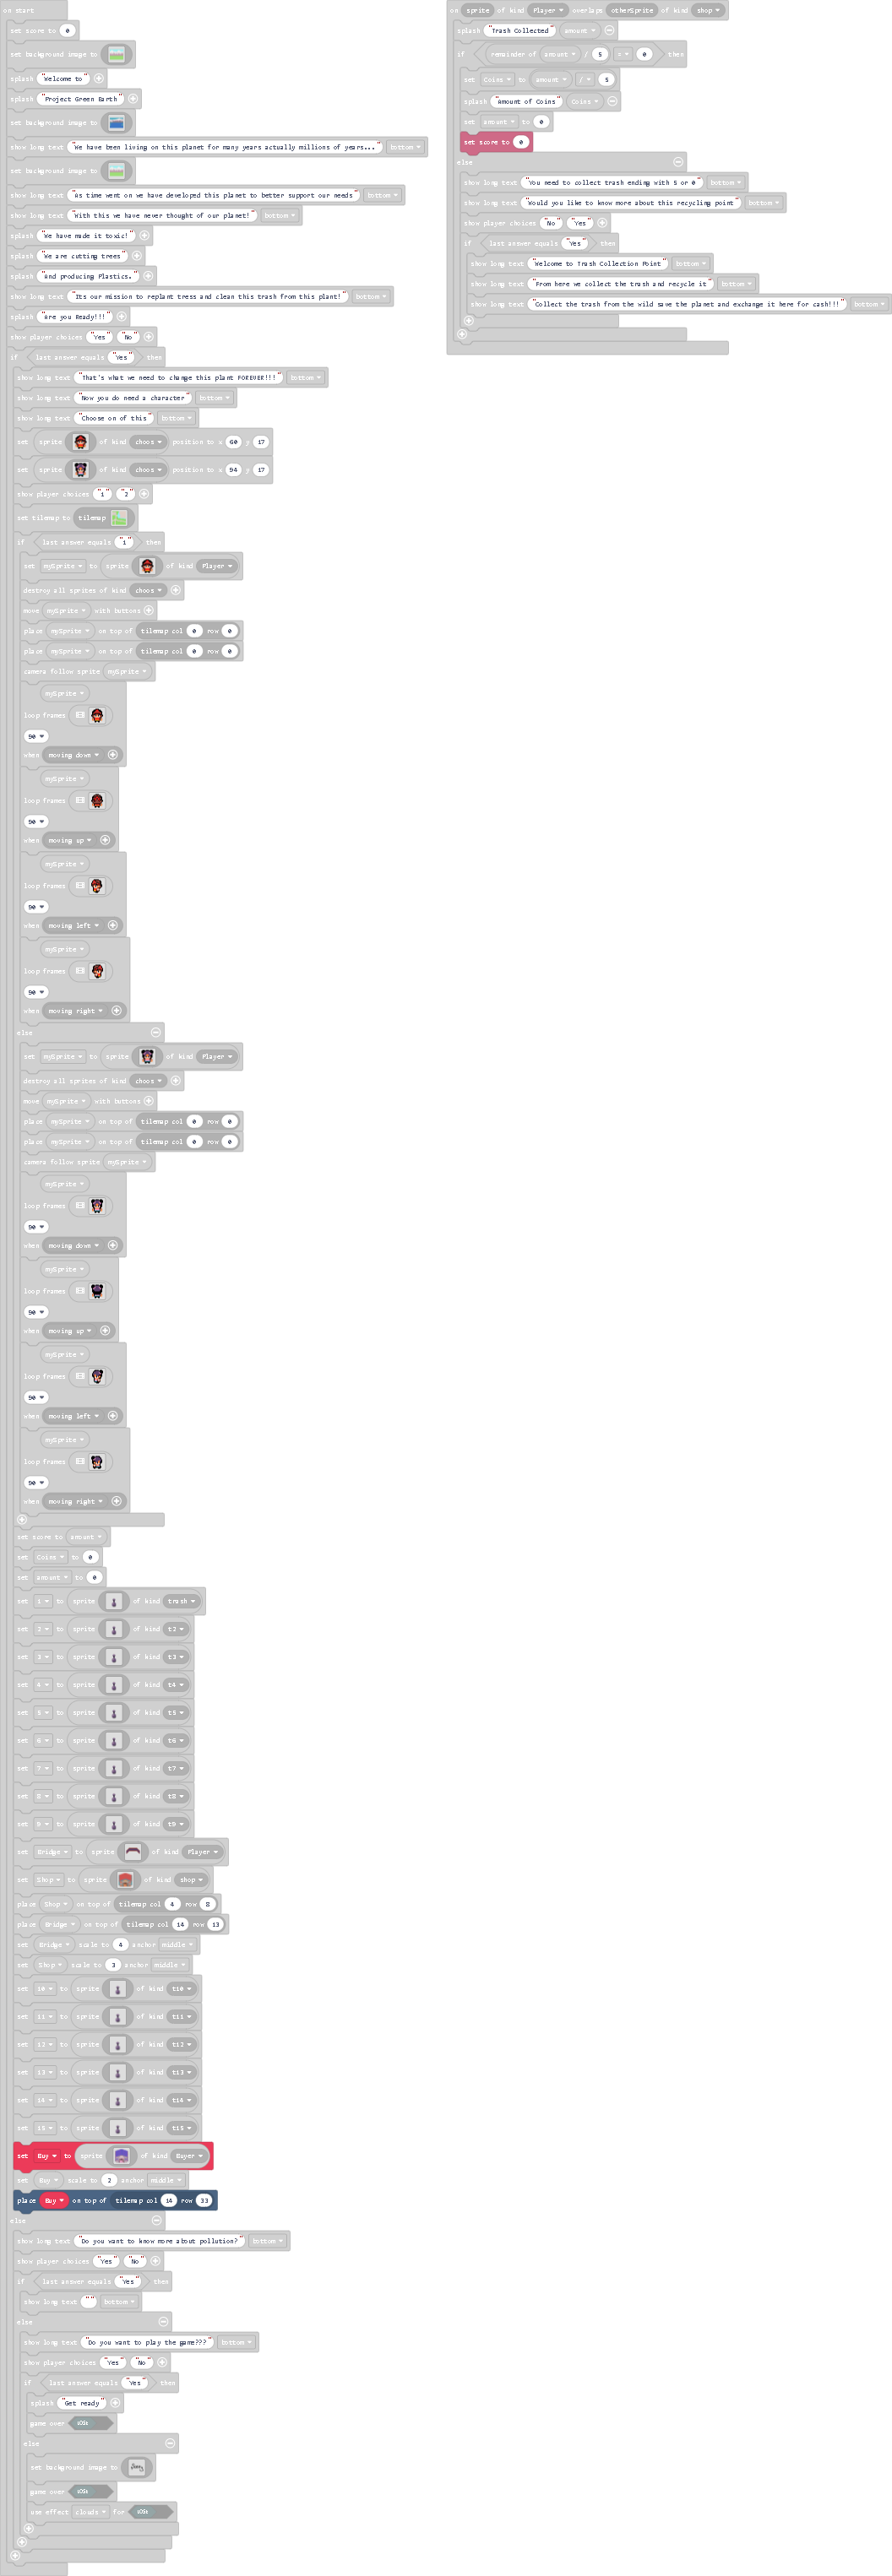 on start
set score to 0
set background image to
splash "Welcome to"
splash "Project Green Earth"
set background image to
show long text "We have been living on this planet for many years actually millions of years..." bottom
set background image to
show long text "As time went on we have developed this planet to better support our needs" bottom
show long text "With this we have never thought of our planet!" bottom
splash "We have made it toxic!"
splash "We are cutting trees"
splash "And producing Plastics."
show long text "Its our mission to replant tress and clean this trash from this plant!" bottom
splash "Are you Ready!!!"
show player choices "Yes" "No"
if last answer equals "Yes" then
show long text "That's what we need to change this plant FOREVER!!!" bottom
show long text "Now you do need a character" bottom
show long text "Choose on of this" bottom
set sprite of kind choos position to x 60 y 17
set sprite of kind choos position to x 94 y 17
show player choices "1" "2"
set tilemap to tilemap
if last answer equals "1" then
set mySprite to sprite of kind Player
destroy all sprites of kind choos
move mySprite with buttons
place mySprite on top of tilemap col 0 row 0
place mySprite on top of tilemap col 0 row 0
camera follow sprite mySprite
mySprite
loop frames
90
when moving down
mySprite
loop frames
90
when moving up
mySprite
loop frames
90
when moving left
mySprite
loop frames
90
when moving right
else
set mySprite to sprite of kind Player
destroy all sprites of kind choos
move mySprite with buttons
place mySprite on top of tilemap col 0 row 0
place mySprite on top of tilemap col 0 row 0
camera follow sprite mySprite
mySprite
loop frames
90
when moving down
mySprite
loop frames
90
when moving up
mySprite
loop frames
90
when moving left
mySprite
loop frames
90
when moving right
set score to amount
set Coins to 0
set amount to 0
set 1 to sprite of kind trash
set 2 to sprite of kind t2
set 3 to sprite of kind t3
set 4 to sprite of kind t4
set 5 to sprite of kind t5
set 6 to sprite of kind t6
set 7 to sprite of kind t7
set 8 to sprite of kind t8
set 9 to sprite of kind t9
set Bridge to sprite of kind Player
set Shop to sprite of kind shop
place Shop on top of tilemap col 4 row 8
place Bridge on top of tilemap col 14 row 13
set Bridge scale to 4 anchor middle
set Shop scale to 3 anchor middle
set 10 to sprite of kind t10
set 11 to sprite of kind t11
set 12 to sprite of kind t12
set 13 to sprite of kind t13
set 14 to sprite of kind t14
set 15 to sprite of kind t15
set Buy to sprite of kind Buyer
set Buy scale to 2 anchor middle
place Buy on top of tilemap col 14 row 33
else
show long text "Do you want to know more about pollution?" bottom
show player choices "Yes" "No"
if last answer equals "Yes" then
show long text "" bottom
else
show long text "Do you want to play the game???" bottom
show player choices "Yes" "No"
if last answer equals "Yes" then
splash "Get ready"
game over
else
set background image to
game over
use effect clouds for
on sprite of kind Player overlaps otherSprite of kind shop
splash "Trash Collected" amount
if remainder of amount / 5 = 0 then
set Coins to amount / 5
splash "Amount of Coins" Coins
set amount to 0
set score to 0
else
show long text "You need to collect trash ending with 5 or 0" bottom
show long text "Would you like to know more about this recycling point" bottom
show player choices "No" "Yes"
if last answer equals "Yes" then
show long text "Welcome to Trash Collection Point" bottom
show long text "From here we collect the trash and recycle it" bottom
show long text "Collect the trash from the wild save the planet and exchange it here for cash!!!" bottom